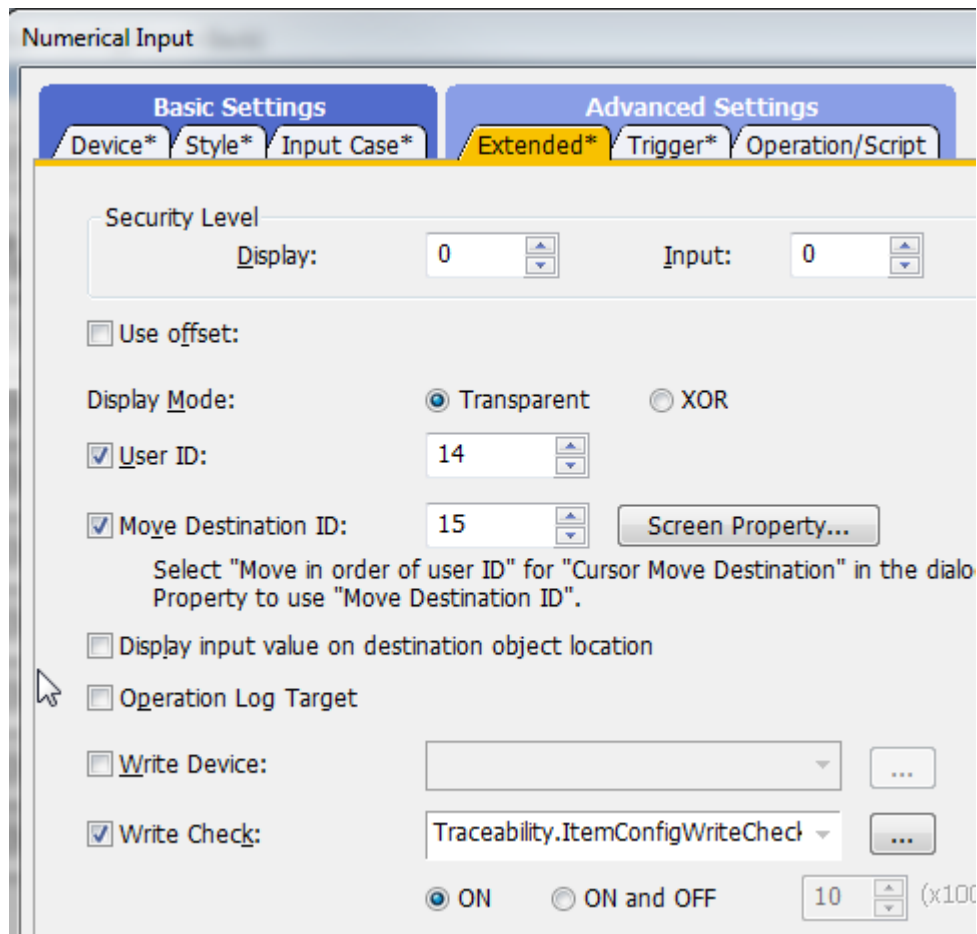 Numerical Input
Basic Settings
Advanced Settings
Device* Style* Input Case* Extended* Trigger* Operation/Script
Security Level
Display: 0 Input: 0
Use offset:
Display Mode: Transparent XOR
User ID: 14
Move Destination ID: 15 Screen Property...
Select "Move in order of user ID" for "Cursor Move Destination" in the
Property to use "Move Destination ID".
Display input value on destination object location
Operation Log Target
Write Device: ...
Write Check: Traceability.ItemConfigWriteCheck ...
ON ON and OFF 10 (x100